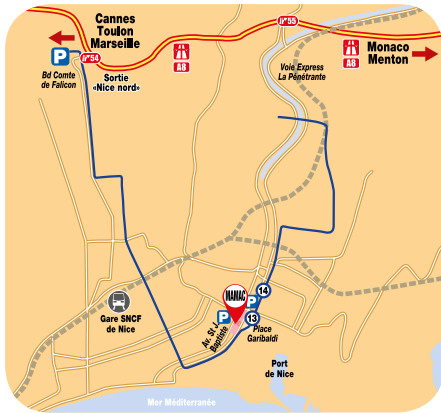 Cannes
Toulon
Marseille
P
N°54
Bd Comte
de Falicon
Sortie
«Nice nord»
A8
N°55
Voie Express
La Pénétrante
A8
Monaco
Menton
MAMAC
14
P
P
13
Av. St J.
Baptiste
Place
Garibaldi
Gare SNCF
de Nice
Port
de Nice
Mer Méditerranée